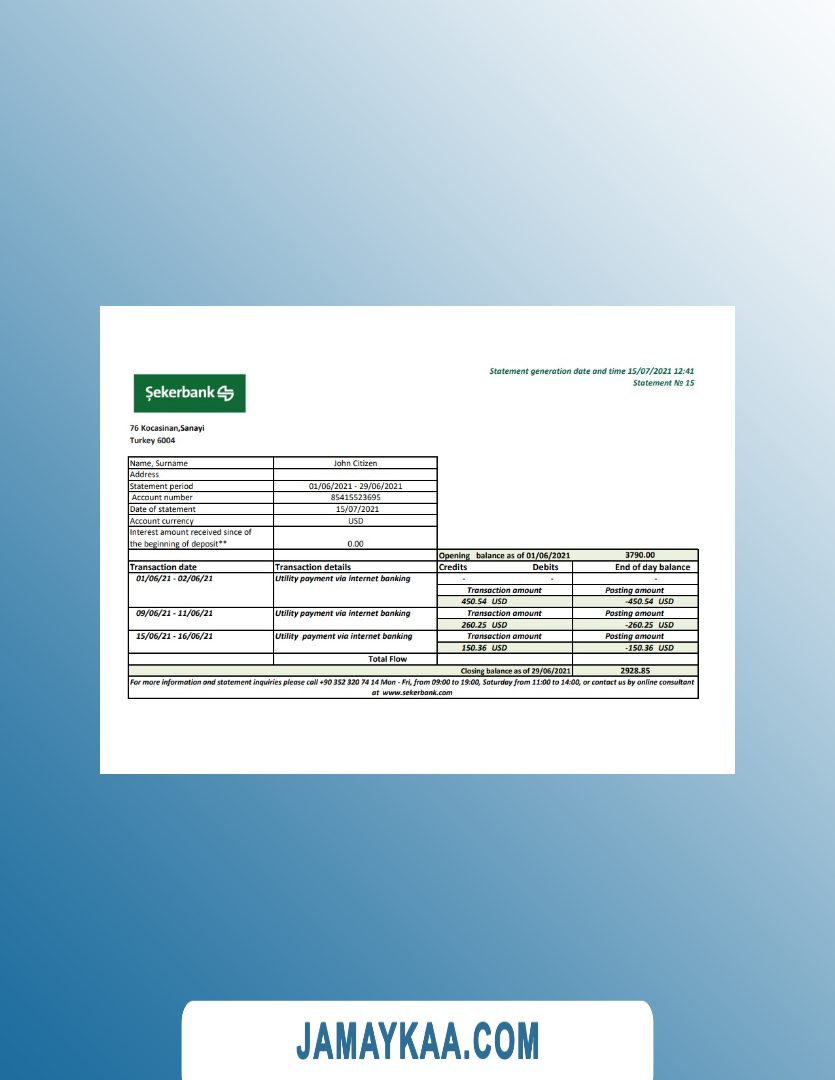 Statement generation date and time 15/07/2021 12:41
Statement № 15
Şekerbank
76 Kocasinan,Sanayi
Turkey 6004
Name, Surname John Citizen
Address
Statement period 01/06/2021 - 29/06/2021
Account number 85415523695
Date of statement 15/07/2021
Account currency USD
Interest amount received since of
the beginning of deposit** 0.00
Opening balance as of 01/06/2021 3790.00
Transaction date Transaction details Credits Debits End of day balance
01/06/21 - 02/06/21 Utility payment via internet banking - - -
Transaction amount Posting amount
450.54 USD -450.54 USD
09/06/21 - 11/06/21 Utility payment via internet banking Transaction amount Posting amount
260.25 USD -260.25 USD
15/06/21 - 16/06/21 Utility payment via internet banking Transaction amount Posting amount
150.36 USD -150.36 USD
Total Flow
Closing balance as of 29/06/2021 2928.85
For more information and statement inquiries please call +90 352 320 74 14 Mon - Fri, from 09:00 to 19:00, Saturday from 11:00 to 14:00, or contact us by online consultant
at www.sekerbank.com
JAMAYKAA.COM